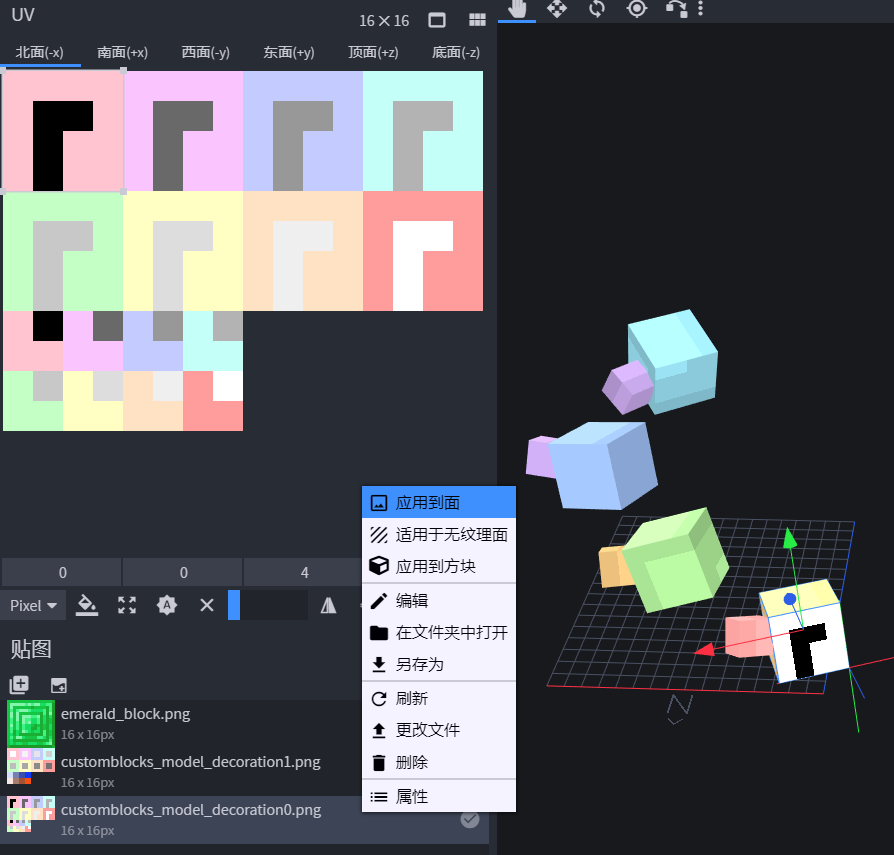 UV
16×16
北面(-x) 南面(+x) 西面(-y) 东面(+y) 顶面(+z) 底面(-z)
0 0 4
Pixel
贴图
emerald_block.png
16 x 16px
customblocks_model_decoration1.png
16 x 16px
customblocks_model_decoration0.png
16 x 16px
应用到面
适用于无纹理面
应用到方块
编辑
在文件夹中打开
另存为
刷新
更改文件
删除
属性
N